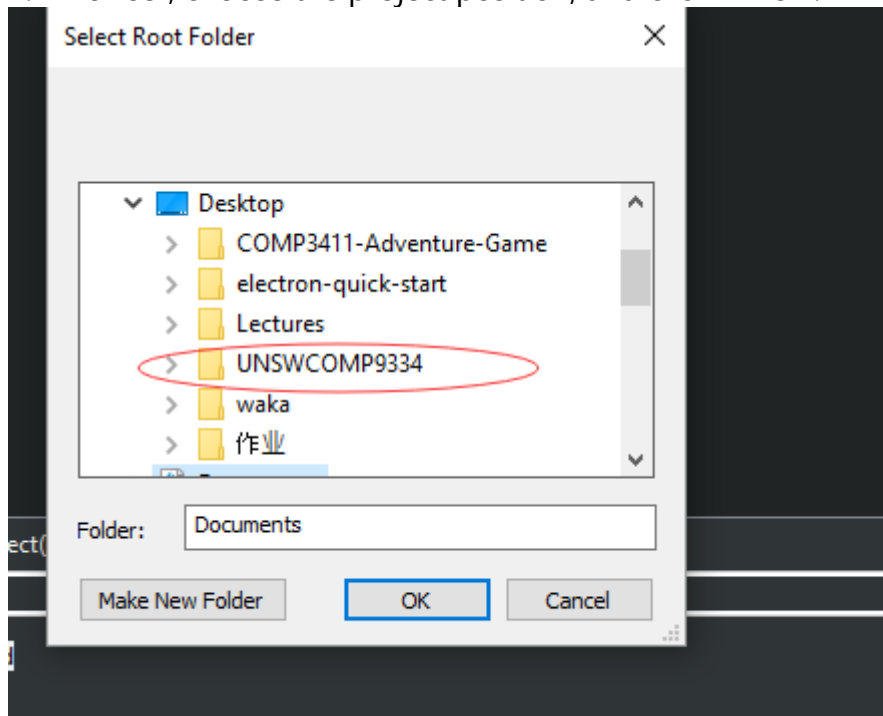 Select Root Folder
Desktop
COMP3411-Adventure-Game
electron-quick-start
Lectures
UNSWCOMP9334
waka
作业
Folder: Documents
ect(
Make New Folder OK Cancel